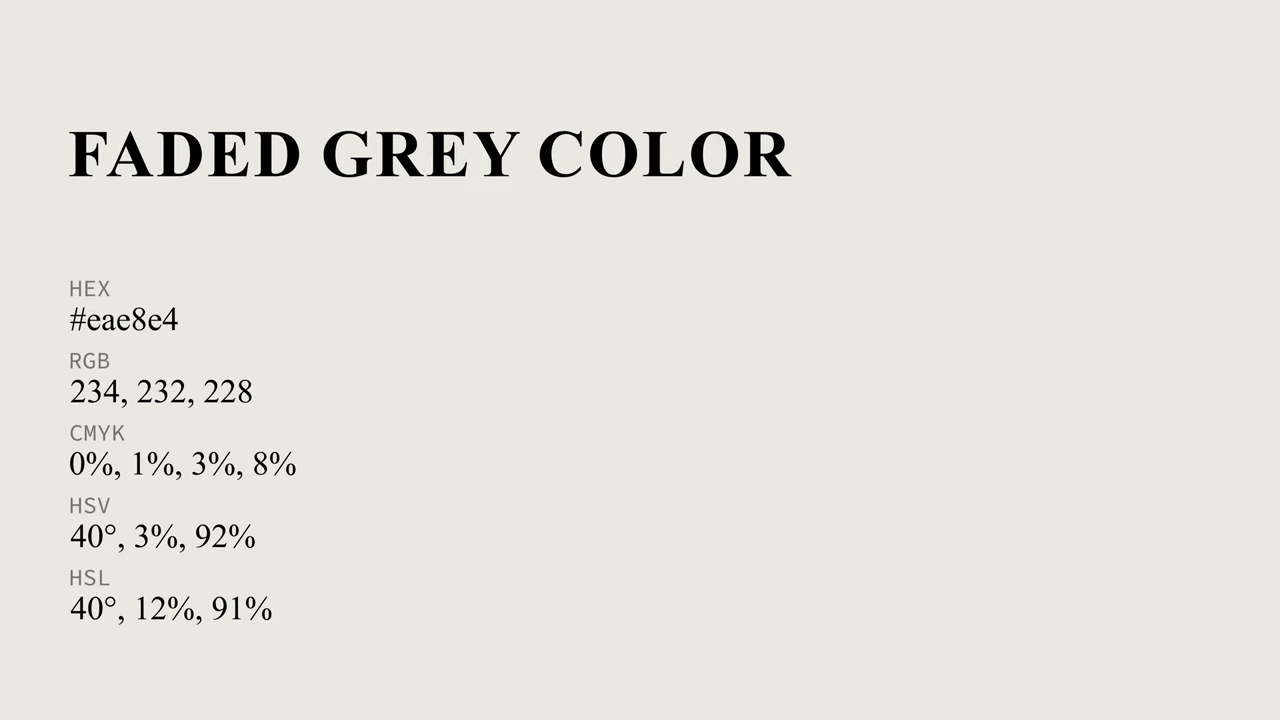 FADED GREY COLOR
HEX
#eae8e4
RGB
234, 232, 228
CMYK
0%, 1%, 3%, 8%
HSV
40°, 3%, 92%
HSL
40°, 12%, 91%